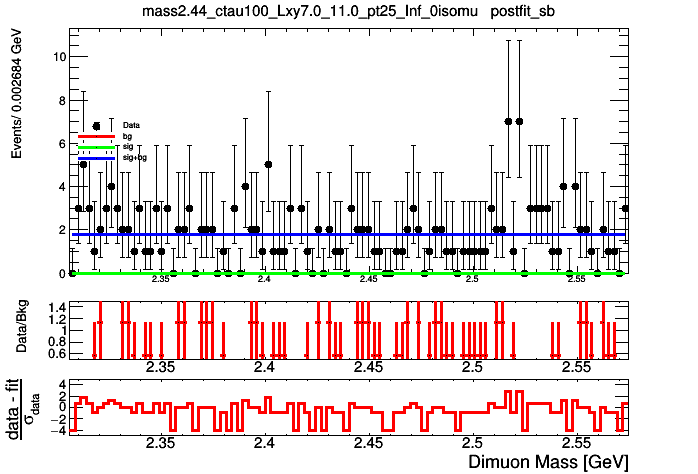 mass2.44_ctau100_Lxy7.0_11.0_pt25_Inf_0isomu postfit_sb
Events/ 0.002684 GeV
10
8
6
4
2
0
Data
bg
sig
sig+bg
2.35 2.4 2.45 2.5 2.55
Data/Bkg
1.4
1.2
1
0.8
0.6
2.35 2.4 2.45 2.5 2.55
data - fit
σdata
4
2
0
−2
−4
2.35 2.4 2.45 2.5 2.55
Dimuon Mass [GeV]